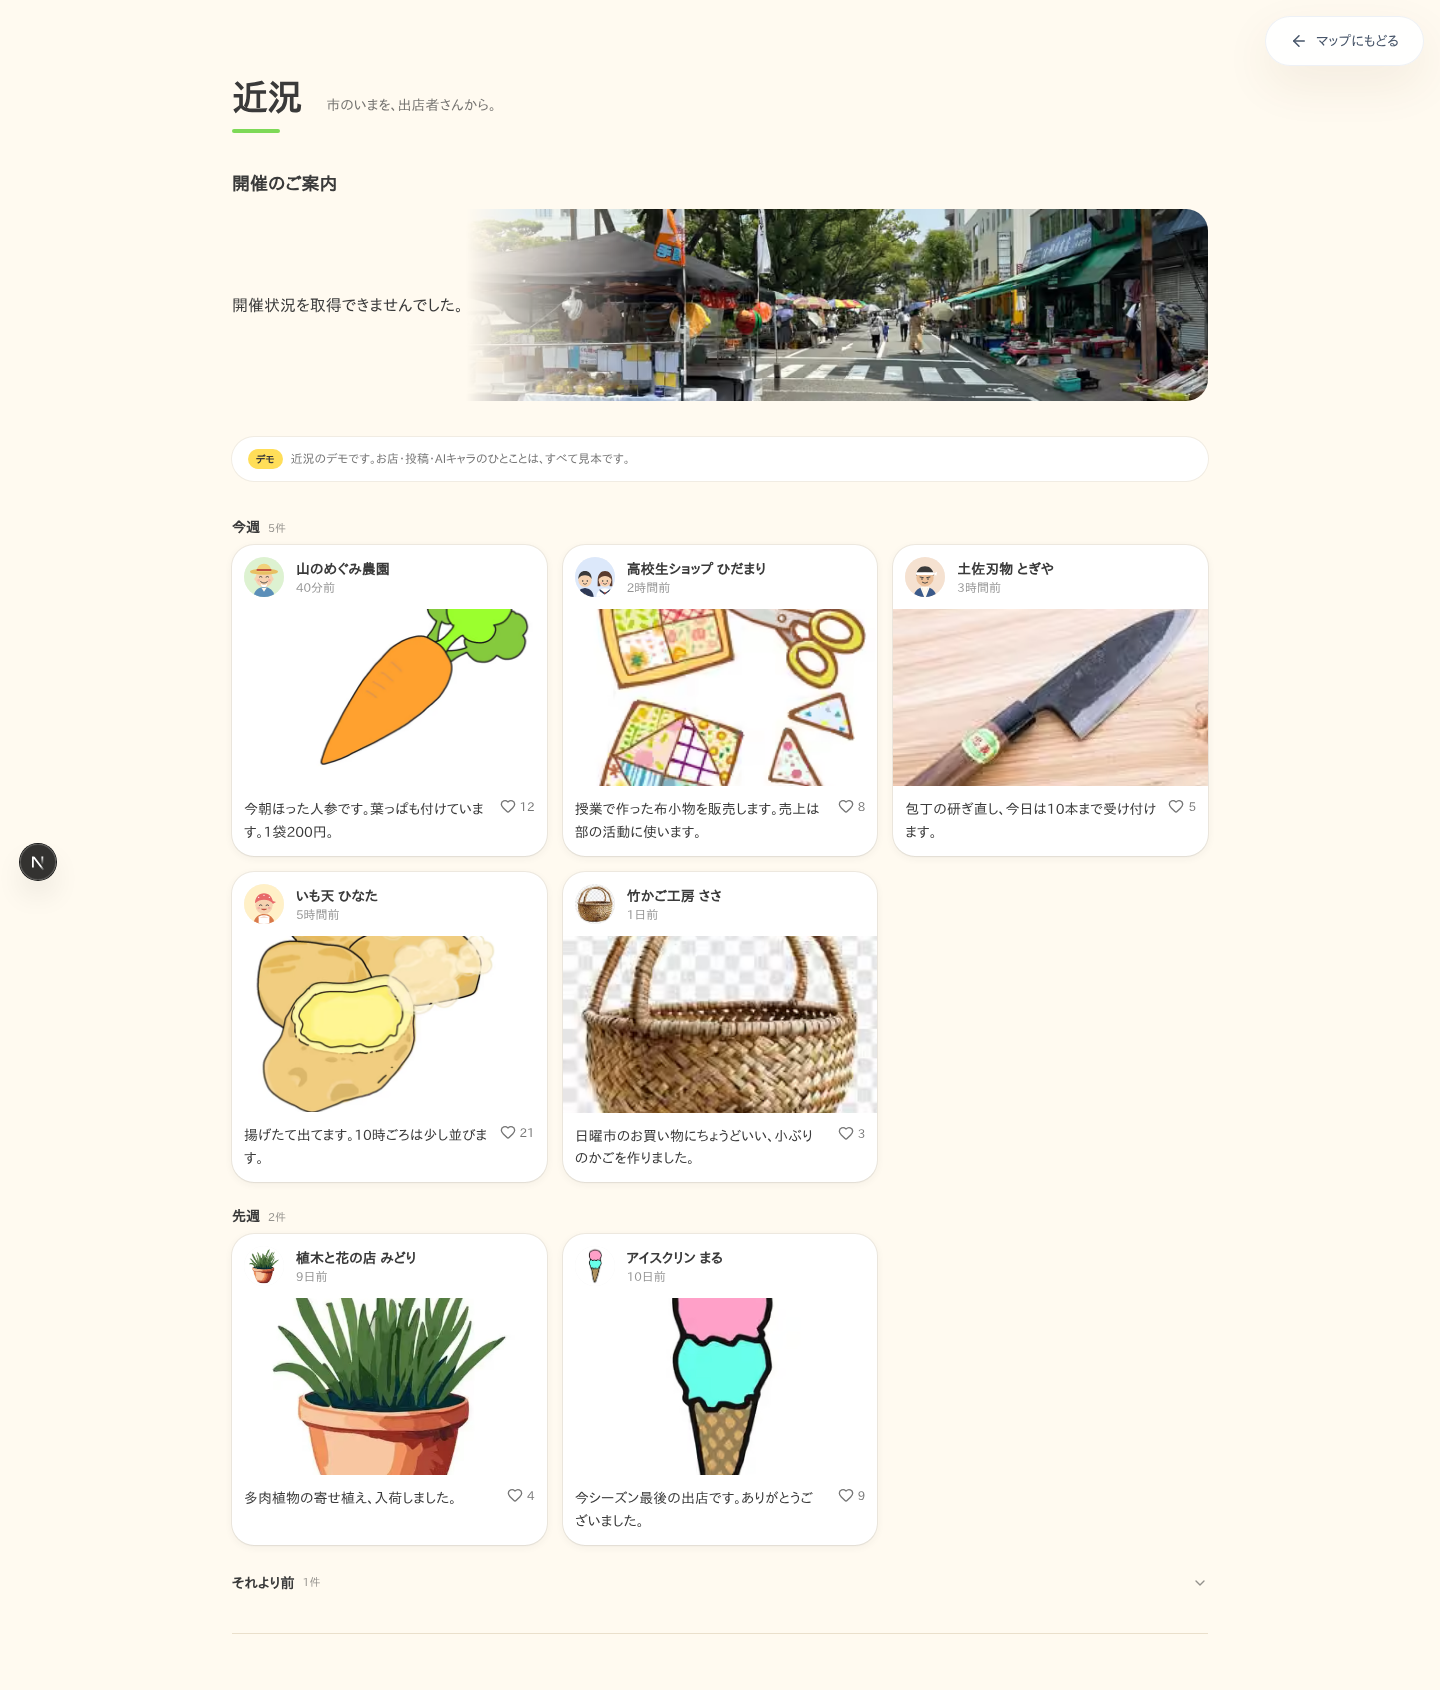 マップにもどる
近況
市のいまを、出店者さんから。
開催のご案内
開催状況を取得できませんでした。
デモ
近況のデモです。お店・投稿・AIキャラのひとことは、すべて見本です。
今週 5件
山のめぐみ農園
40分前
今朝ほった人参です。葉っぱも付けていま
す。1袋200円。
12
高校生ショップ ひだまり
2時間前
授業で作った布小物を販売します。売上は
部の活動に使います。
8
土佐刃物 とぎや
3時間前
包丁の研ぎ直し、今日は10本まで受け付け
ます。
5
いも天 ひなた
5時間前
揚げたて出てます。10時ごろは少し並びま
す。
21
竹かご工房 ささ
1日前
日曜市のお買い物にちょうどいい、小ぶり
のかごを作りました。
3
先週 2件
植木と花の店 みどり
9日前
多肉植物の寄せ植え、入荷しました。
4
アイスクリン まる
10日前
今シーズン最後の出店です。ありがとうご
ざいました。
9
それより前 1件
N